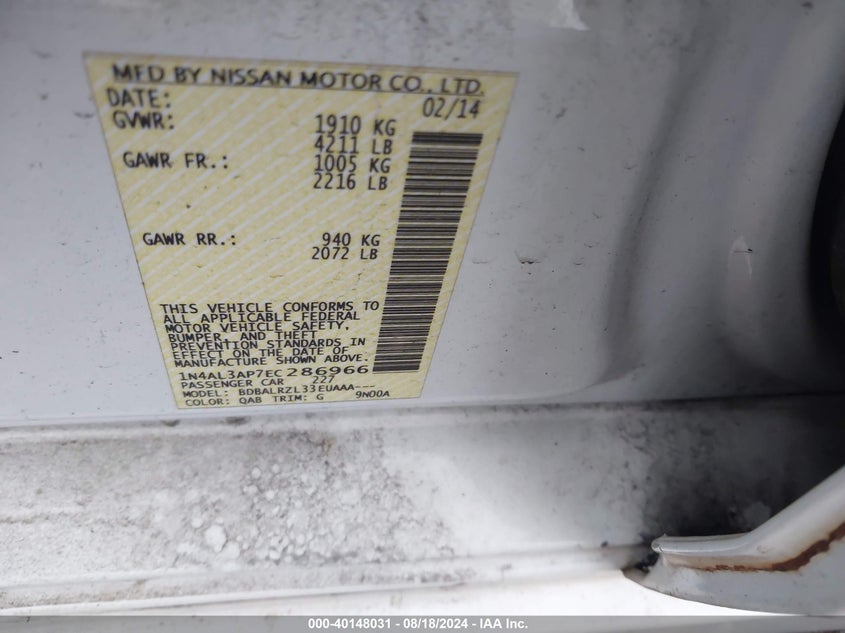 MFD BY NISSAN MOTOR CO., LTD.
DATE: 02/14
GVWR: 1910 KG
4211 LB
GAWR FR.: 1005 KG
2216 LB
GAWR RR.: 940 KG
2072 LB
THIS VEHICLE CONFORMS TO
ALL APPLICABLE FEDERAL
MOTOR VEHICLE SAFETY,
BUMPER, AND THEFT
PREVENTION STANDARDS IN
EFFECT ON THE DATE OF
MANUFACTURE SHOWN ABOVE.
1N4AL3AP7EC286966
PASSENGER CAR 227
MODEL: BDBALRZL33EUAAA---
COLOR: QAB TRIM: G 9N00A
000-40148031 - 08/18/2024 - IAA Inc.